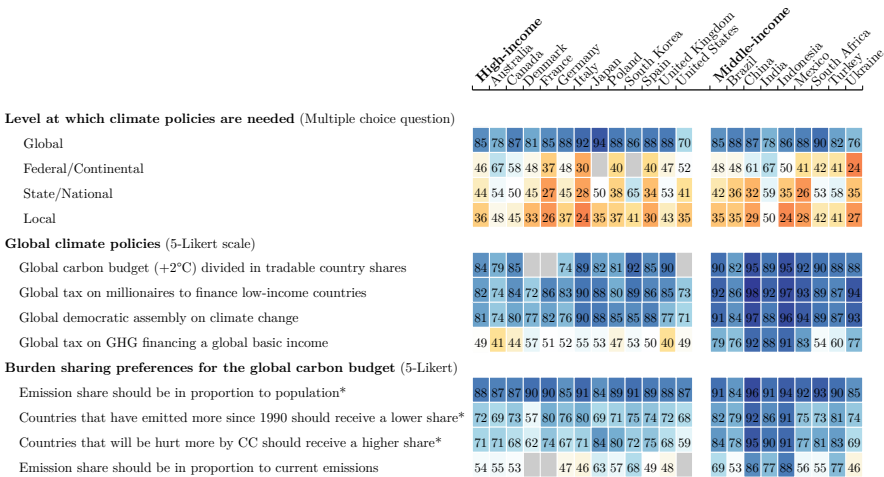 High-income
Australia
Canada
Denmark
France
Germany
Italy
Japan
Poland
South Korea
Spain
United Kingdom
United States
Middle-income
Brazil
China
India
Indonesia
Mexico
South Africa
Turkey
Ukraine
Level at which climate policies are needed (Multiple choice question)
Global 85 78 87 81 85 88 92 94 88 86 88 88 70 85 88 87 78 86 88 90 82 76
Federal/Continental 46 67 58 48 37 48 30 40 40 47 52 48 48 61 67 50 41 42 41 24
State/National 44 54 50 45 27 45 28 50 38 65 34 53 41 42 36 32 59 35 26 53 58 35
Local 36 48 45 33 26 37 24 35 37 41 30 43 35 35 35 29 50 24 28 42 41 27
Global climate policies (5-Likert scale)
Global carbon budget (+2°C) divided in tradable country shares 84 79 85 74 89 82 81 92 85 90 90 82 95 89 95 92 90 88 88
Global tax on millionaires to finance low-income countries 82 74 84 72 86 83 90 88 80 89 86 85 73 92 86 98 92 97 93 89 87 94
Global democratic assembly on climate change 81 74 80 77 82 76 90 88 85 88 88 77 71 91 84 97 88 96 94 89 87 93
Global tax on GHG financing a global basic income 49 41 44 57 51 52 55 53 47 53 50 40 49 79 76 92 88 91 83 54 60 77
Burden sharing preferences for the global carbon budget (5-Likert)
Emission share should be in proportion to population* 88 87 87 90 90 85 91 84 89 91 89 88 87 91 84 96 91 94 92 93 90 85
Countries that have emitted more since 1990 should receive a lower share* 72 69 73 57 80 76 80 69 71 75 74 72 68 82 79 92 86 91 75 73 81 74
Countries that will be hurt more by CC should receive a higher share* 71 71 68 62 74 67 71 84 80 72 75 68 59 84 78 95 90 91 77 81 83 69
Emission share should be in proportion to current emissions 54 55 53 47 46 63 57 68 49 48 69 53 86 77 88 56 55 77 46